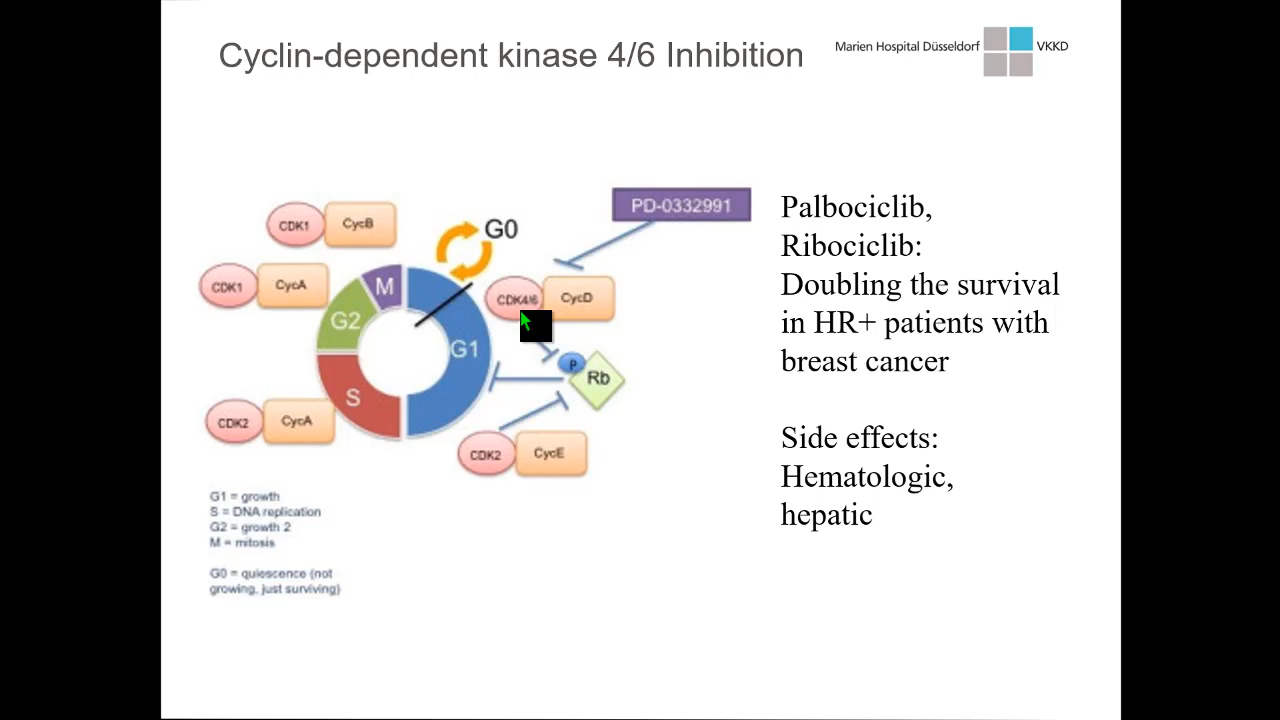 Cyclin-dependent kinase 4/6 Inhibition
Marien Hospital Düsseldorf
VKKD
PD-0332991
CDK1
CycB
G0
CDK1
CycA
M
CDK4/6
CycD
G2
G1
P
Rb
S
CDK2
CycA
CDK2
CycE
G1 = growth
S = DNA replication
G2 = growth 2
M = mitosis
G0 = quiescence (not
growing, just surviving)
Palbociclib,
Ribociclib:
Doubling the survival
in HR+ patients with
breast cancer
Side effects:
Hematologic,
hepatic